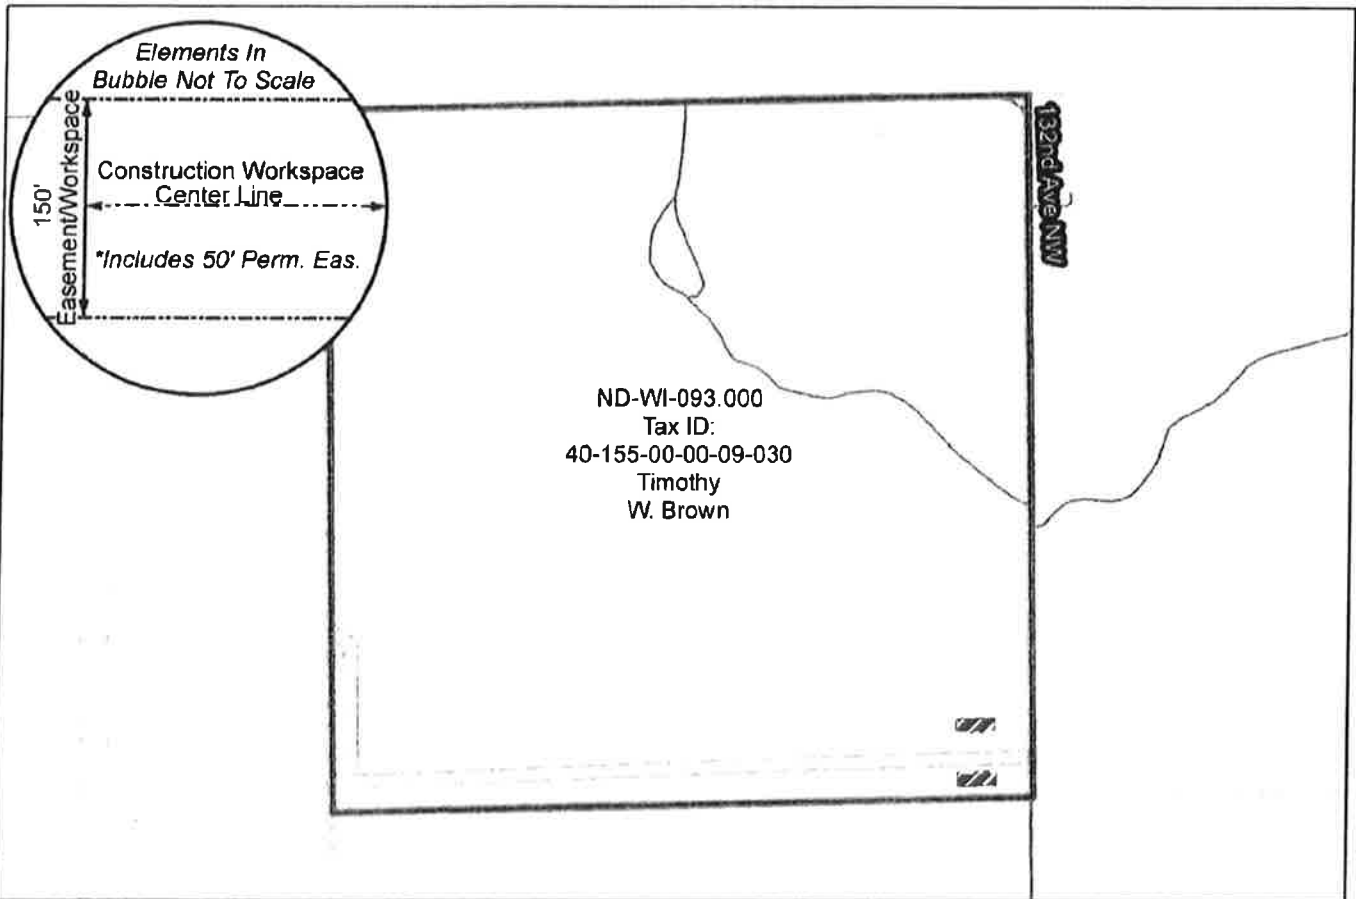 Elements In
Bubble Not To Scale
150'
Easement/Workspace
Construction Workspace
Center Line
*Includes 50' Perm. Eas.
132nd Ave NW
ND-WI-093.000
Tax ID:
40-155-00-00-09-030
Timothy
W. Brown